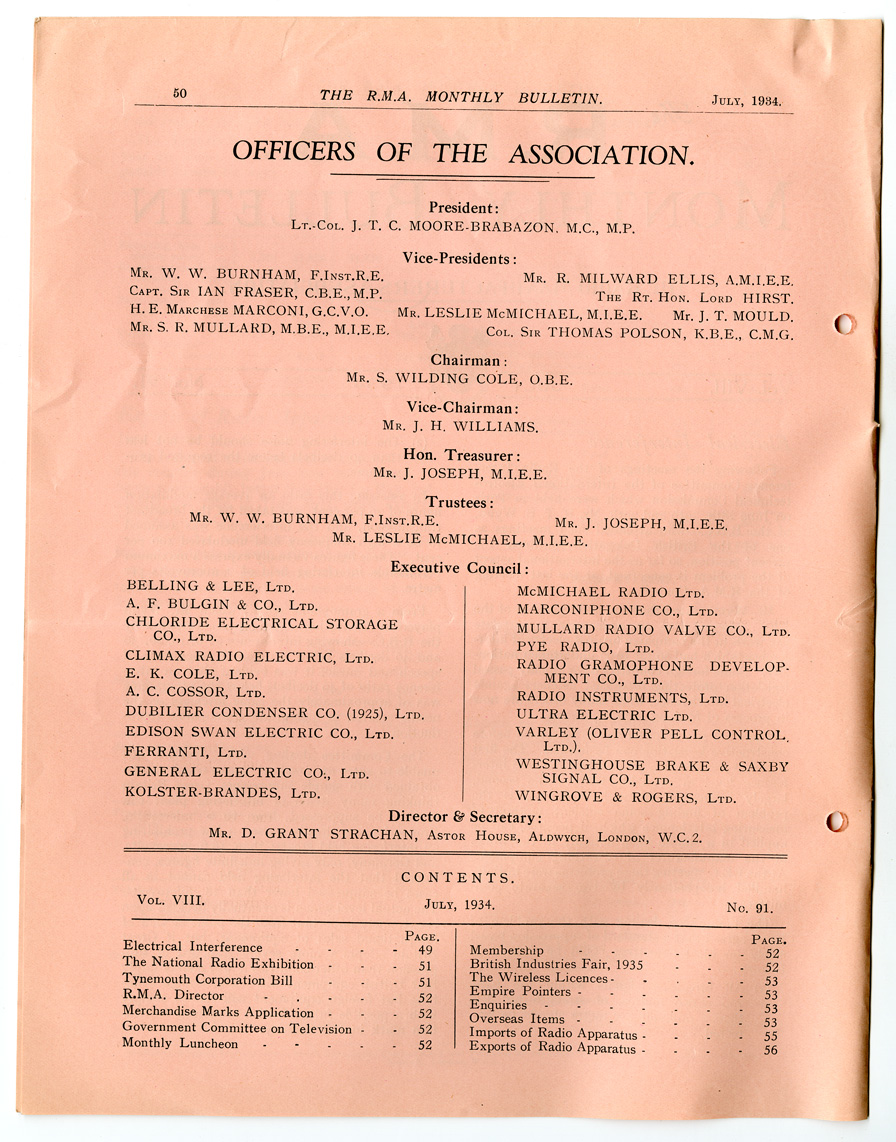 50 THE R.M.A. MONTHLY BULLETIN. JULY, 1934.
OFFICERS OF THE ASSOCIATION.
President:
LT.-COL. J. T. C. MOORE-BRABAZON, M.C., M.P.
Vice-Presidents:
MR. W. W. BURNHAM, F.INST.R.E. MR. R. MILWARD ELLIS, A.M.I.E.E.
CAPT. SIR IAN FRASER, C.B.E., M.P. THE RT. HON. LORD HIRST.
H. E. MARCHESE MARCONI, G.C.V.O. MR. LESLIE McMICHAEL, M.I.E.E. Mr. J. T. MOULD.
MR. S. R. MULLARD, M.B.E., M.I.E.E. COL. SIR THOMAS POLSON, K.B.E., C.M.G.
Chairman:
MR. S. WILDING COLE, O.B.E.
Vice-Chairman:
MR. J. H. WILLIAMS.
Hon. Treasurer:
MR. J. JOSEPH, M.I.E.E.
Trustees:
MR. W. W. BURNHAM, F.INST.R.E. MR. J. JOSEPH, M.I.E.E.
MR. LESLIE McMICHAEL, M.I.E.E.
Executive Council:
BELLING & LEE, LTD.
A. F. BULGIN & CO., LTD.
CHLORIDE ELECTRICAL STORAGE
CO., LTD.
CLIMAX RADIO ELECTRIC, LTD.
E. K. COLE, LTD.
A. C. COSSOR, LTD.
DUBILIER CONDENSER CO. (1925), LTD.
EDISON SWAN ELECTRIC CO., LTD.
FERRANTI, LTD.
GENERAL ELECTRIC CO., LTD.
KOLSTER-BRANDES, LTD.
McMICHAEL RADIO LTD.
MARCONIPHONE CO., LTD.
MULLARD RADIO VALVE CO., LTD.
PYE RADIO, LTD.
RADIO GRAMOPHONE DEVELOP-
MENT CO., LTD.
RADIO INSTRUMENTS, LTD.
ULTRA ELECTRIC LTD.
VARLEY (OLIVER PELL CONTROL,
LTD.).
WESTINGHOUSE BRAKE & SAXBY
SIGNAL CO., LTD.
WINGROVE & ROGERS, LTD.
Director & Secretary:
MR. D. GRANT STRACHAN, ASTOR HOUSE, ALDWYCH, LONDON, W.C.2.
CONTENTS.
VOL. VIII. JULY, 1934. No. 91.
PAGE.
Electrical Interference - - - - 49
The National Radio Exhibition - - - 51
Tynemouth Corporation Bill - - - 51
R.M.A. Director - - - - 52
Merchandise Marks Application - - - 52
Government Committee on Television - - 52
Monthly Luncheon - - - - - 52
PAGE.
Membership - - - - - - 52
British Industries Fair, 1935 - - - 52
The Wireless Licences - - - - - 53
Empire Pointers - - - - - - 53
Enquiries - - - - - - 53
Overseas Items - - - - - - 53
Imports of Radio Apparatus - - - - 55
Exports of Radio Apparatus - - - - 56